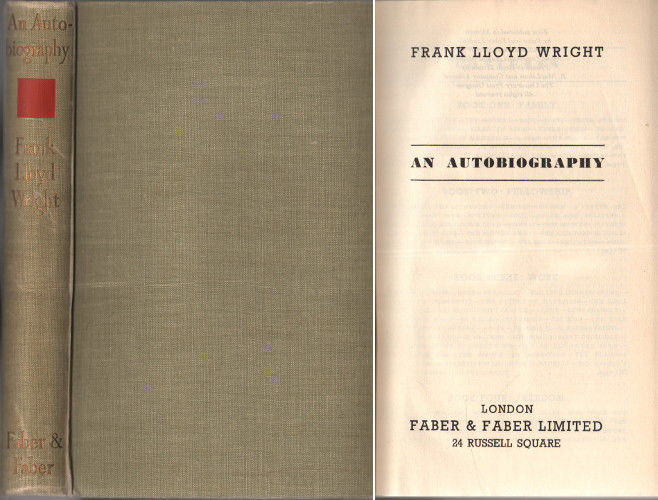 An Auto-
biography
Frank
Lloyd
Wright
Faber &
Faber
FRANK LLOYD WRIGHT
AN AUTOBIOGRAPHY
LONDON
FABER & FABER LIMITED
24 RUSSELL SQUARE